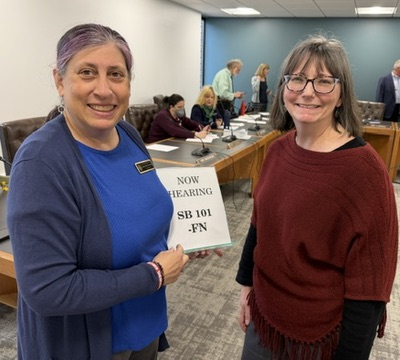 NOW
HEARING
SB 101
-FN